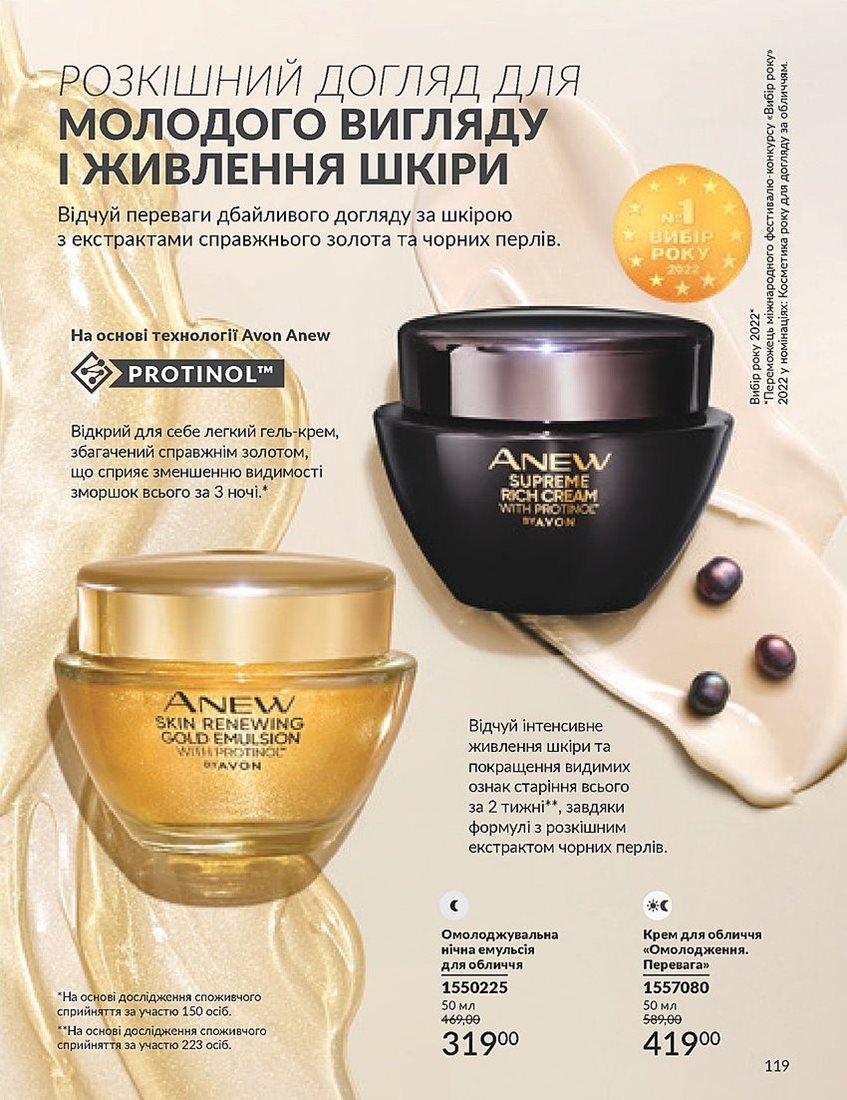 РОЗКІШНИЙ ДОГЛЯД ДЛЯ
МОЛОДОГО ВИГЛЯДУ
І ЖИВЛЕННЯ ШКІРИ
Відчуй переваги дбайливого догляду за шкірою
з екстрактами справжнього золота та чорних перлів.
№1
ВИБІР
РОКУ
2022
Вибір року 2022*
*Переможець міжнародного фестивалю-конкурсу «Вибір року»
2022 у номінаціях: Косметика року для догляду за обличчям.
На основі технології Avon Anew
PROTINOL™
Відкрий для себе легкий гель-крем,
збагачений справжнім золотом,
що сприяє зменшенню видимості
зморшок всього за 3 ночі.*
ANEW
SUPREME
RICH CREAM
WITH PROTINOL™
BY AVON
ANEW
SKIN RENEWING
GOLD EMULSION
WITH PROTINOL™
BY AVON
Відчуй інтенсивне
живлення шкіри та
покращення видимих
ознак старіння всього
за 2 тижні**, завдяки
формулі з розкішним
екстрактом чорних перлів.
Омолоджувальна
нічна емульсія
для обличчя
1550225
50 мл
469,00
31900
Крем для обличчя
«Омолодження.
Перевага»
1557080
50 мл
589,00
41900
*На основі дослідження споживчого
сприйняття за участю 150 осіб.
**На основі дослідження споживчого
сприйняття за участю 223 осіб.
119